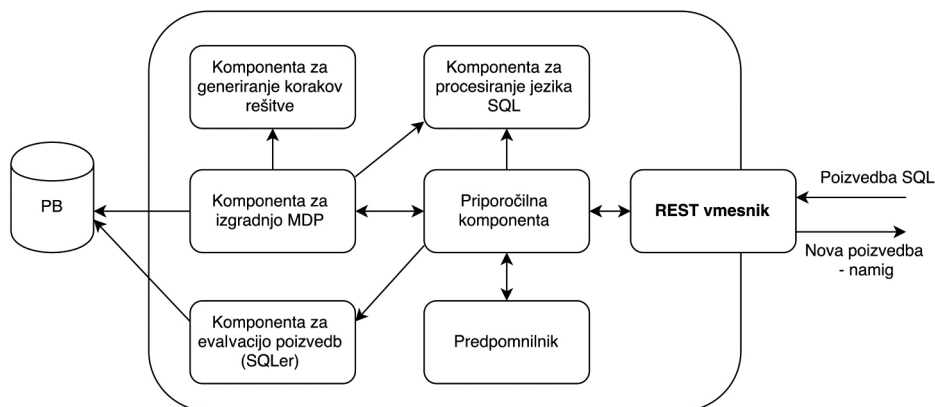 Komponenta za
generiranje korakov
rešitve
Komponenta za
procesiranje jezika
SQL
PB
Komponenta za
izgradnjo MDP
Priporočilna
komponenta
REST vmesnik
Poizvedba SQL
Nova poizvedba
- namig
Komponenta za
evalvacijo poizvedb
(SQLer)
Predpomnilnik